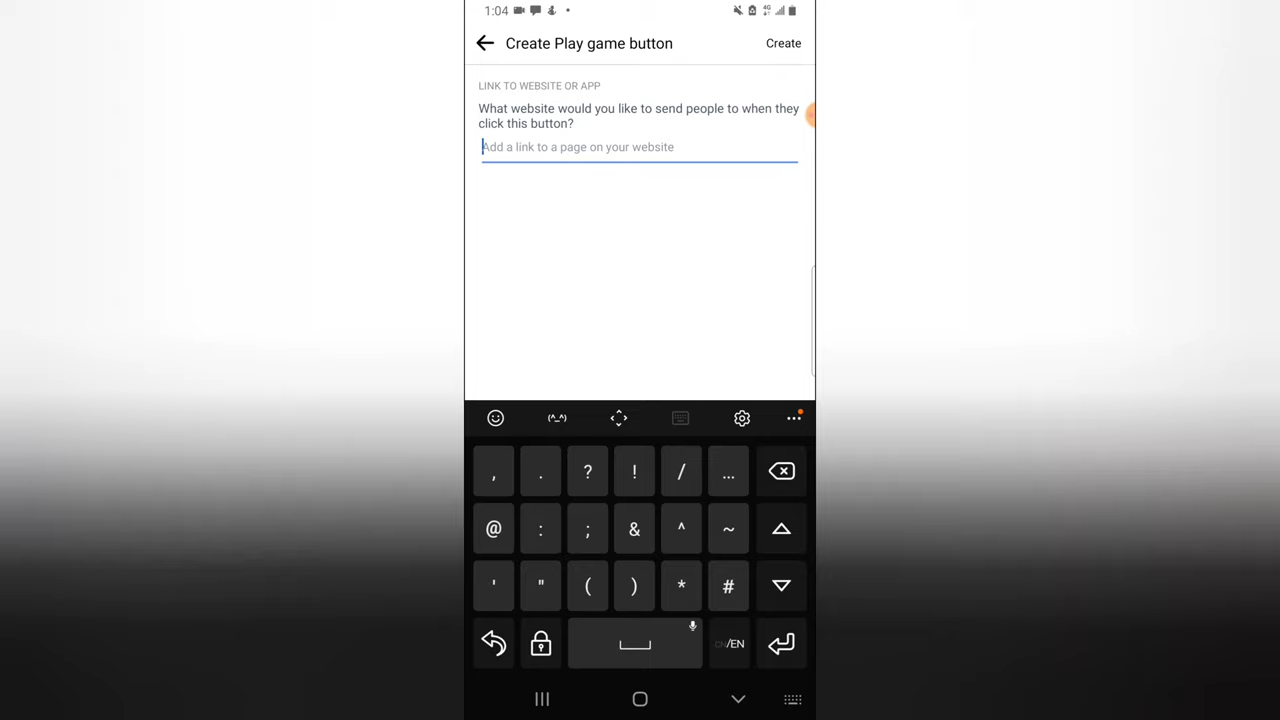 1:04
Create Play game button
Create
LINK TO WEBSITE OR APP
What website would you like to send people to when they
click this button?
Add a link to a page on your website
(^_^)
, . ? ! / ...
@ : ; & ^ ~
' " ( ) * #
CN/EN